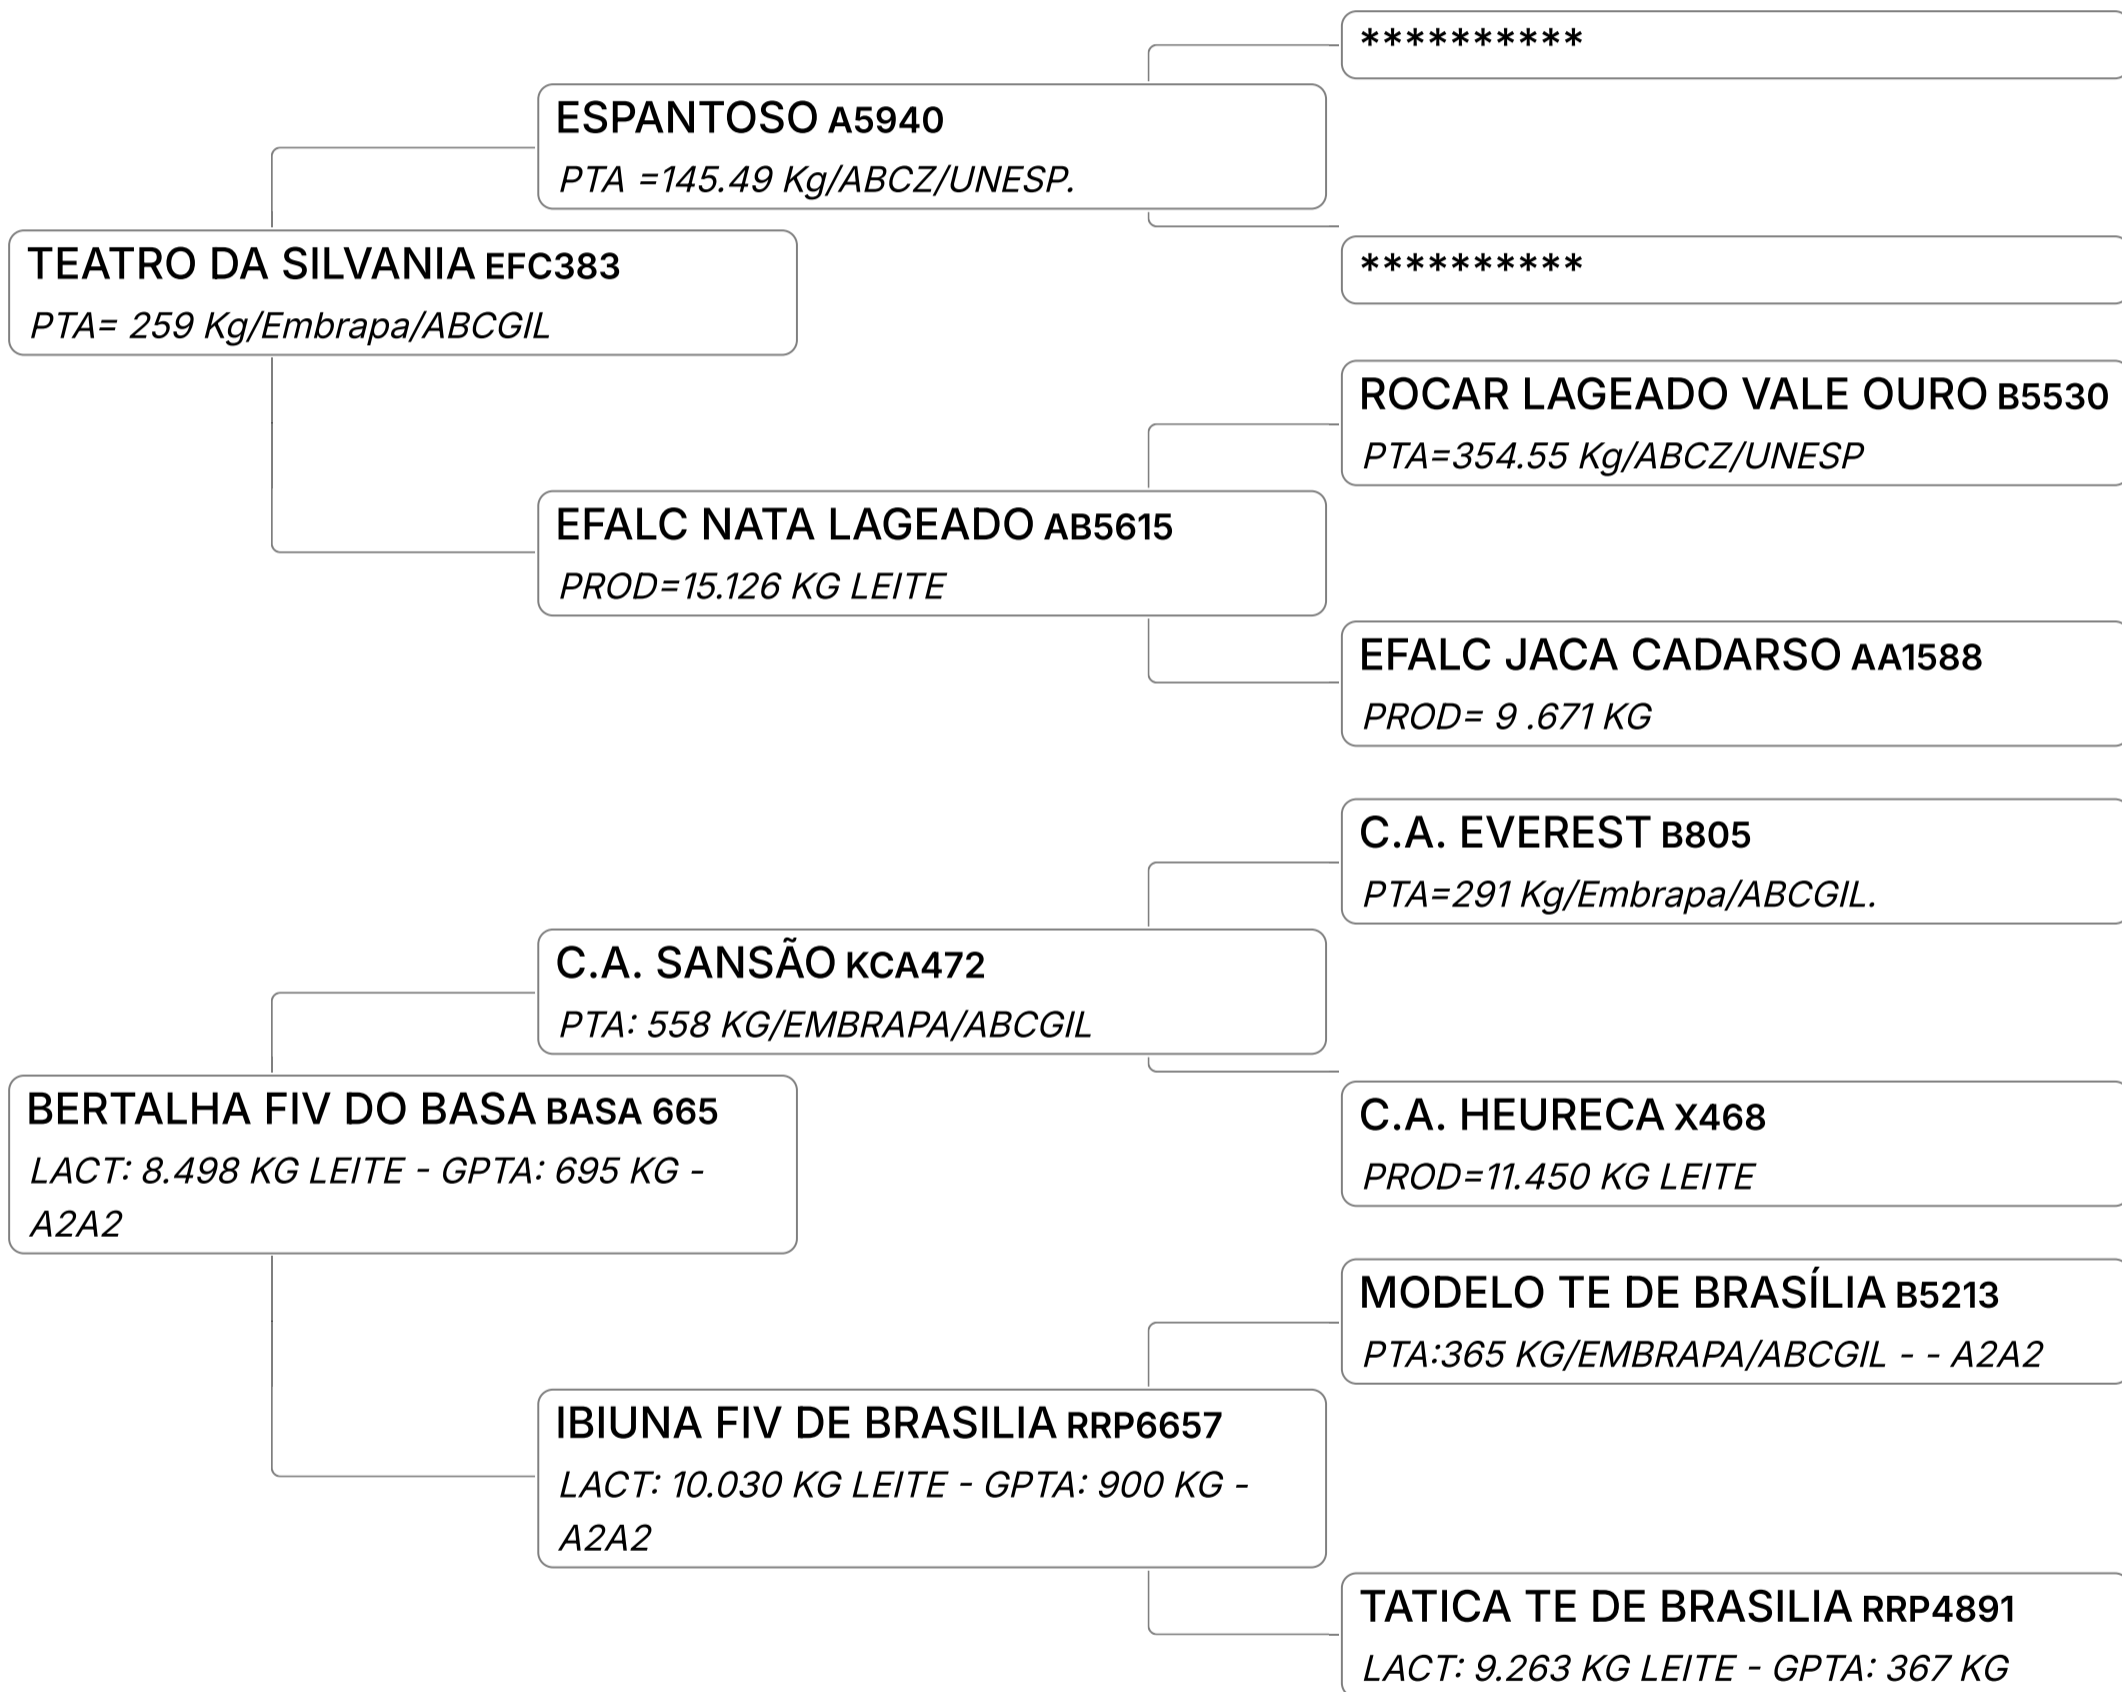 **********
ESPANTOSO A5940
PTA =145.49 Kg/ABCZ/UNESP.
**********
TEATRO DA SILVANIA EFC383
PTA= 259 Kg/Embrapa/ABCGIL
ROCAR LAGEADO VALE OURO B5530
PTA=354.55 Kg/ABCZ/UNESP
EFALC NATA LAGEADO AB5615
PROD=15.126 KG LEITE
EFALC JACA CADARSO AA1588
PROD= 9 .671 KG
C.A. EVEREST B805
PTA=291 Kg/Embrapa/ABCGIL.
C.A. SANSÃO KCA472
PTA: 558 KG/EMBRAPA/ABCGIL
C.A. HEURECA X468
PROD=11.450 KG LEITE
BERTALHA FIV DO BASA BASA 665
LACT: 8.498 KG LEITE - GPTA: 695 KG -
A2A2
MODELO TE DE BRASÍLIA B5213
PTA:365 KG/EMBRAPA/ABCGIL - - A2A2
IBIUNA FIV DE BRASILIA RRP6657
LACT: 10.030 KG LEITE - GPTA: 900 KG -
A2A2
TATICA TE DE BRASILIA RRP4891
LACT: 9.263 KG LEITE - GPTA: 367 KG